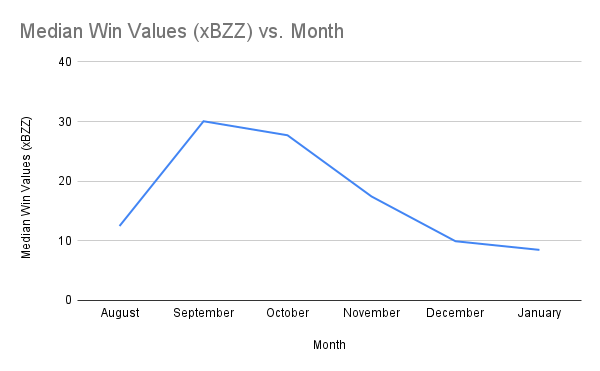 Median Win Values (xBZZ) vs. Month
Median Win Values (xBZZ)
40
30
20
10
0
August September October November December January
Month